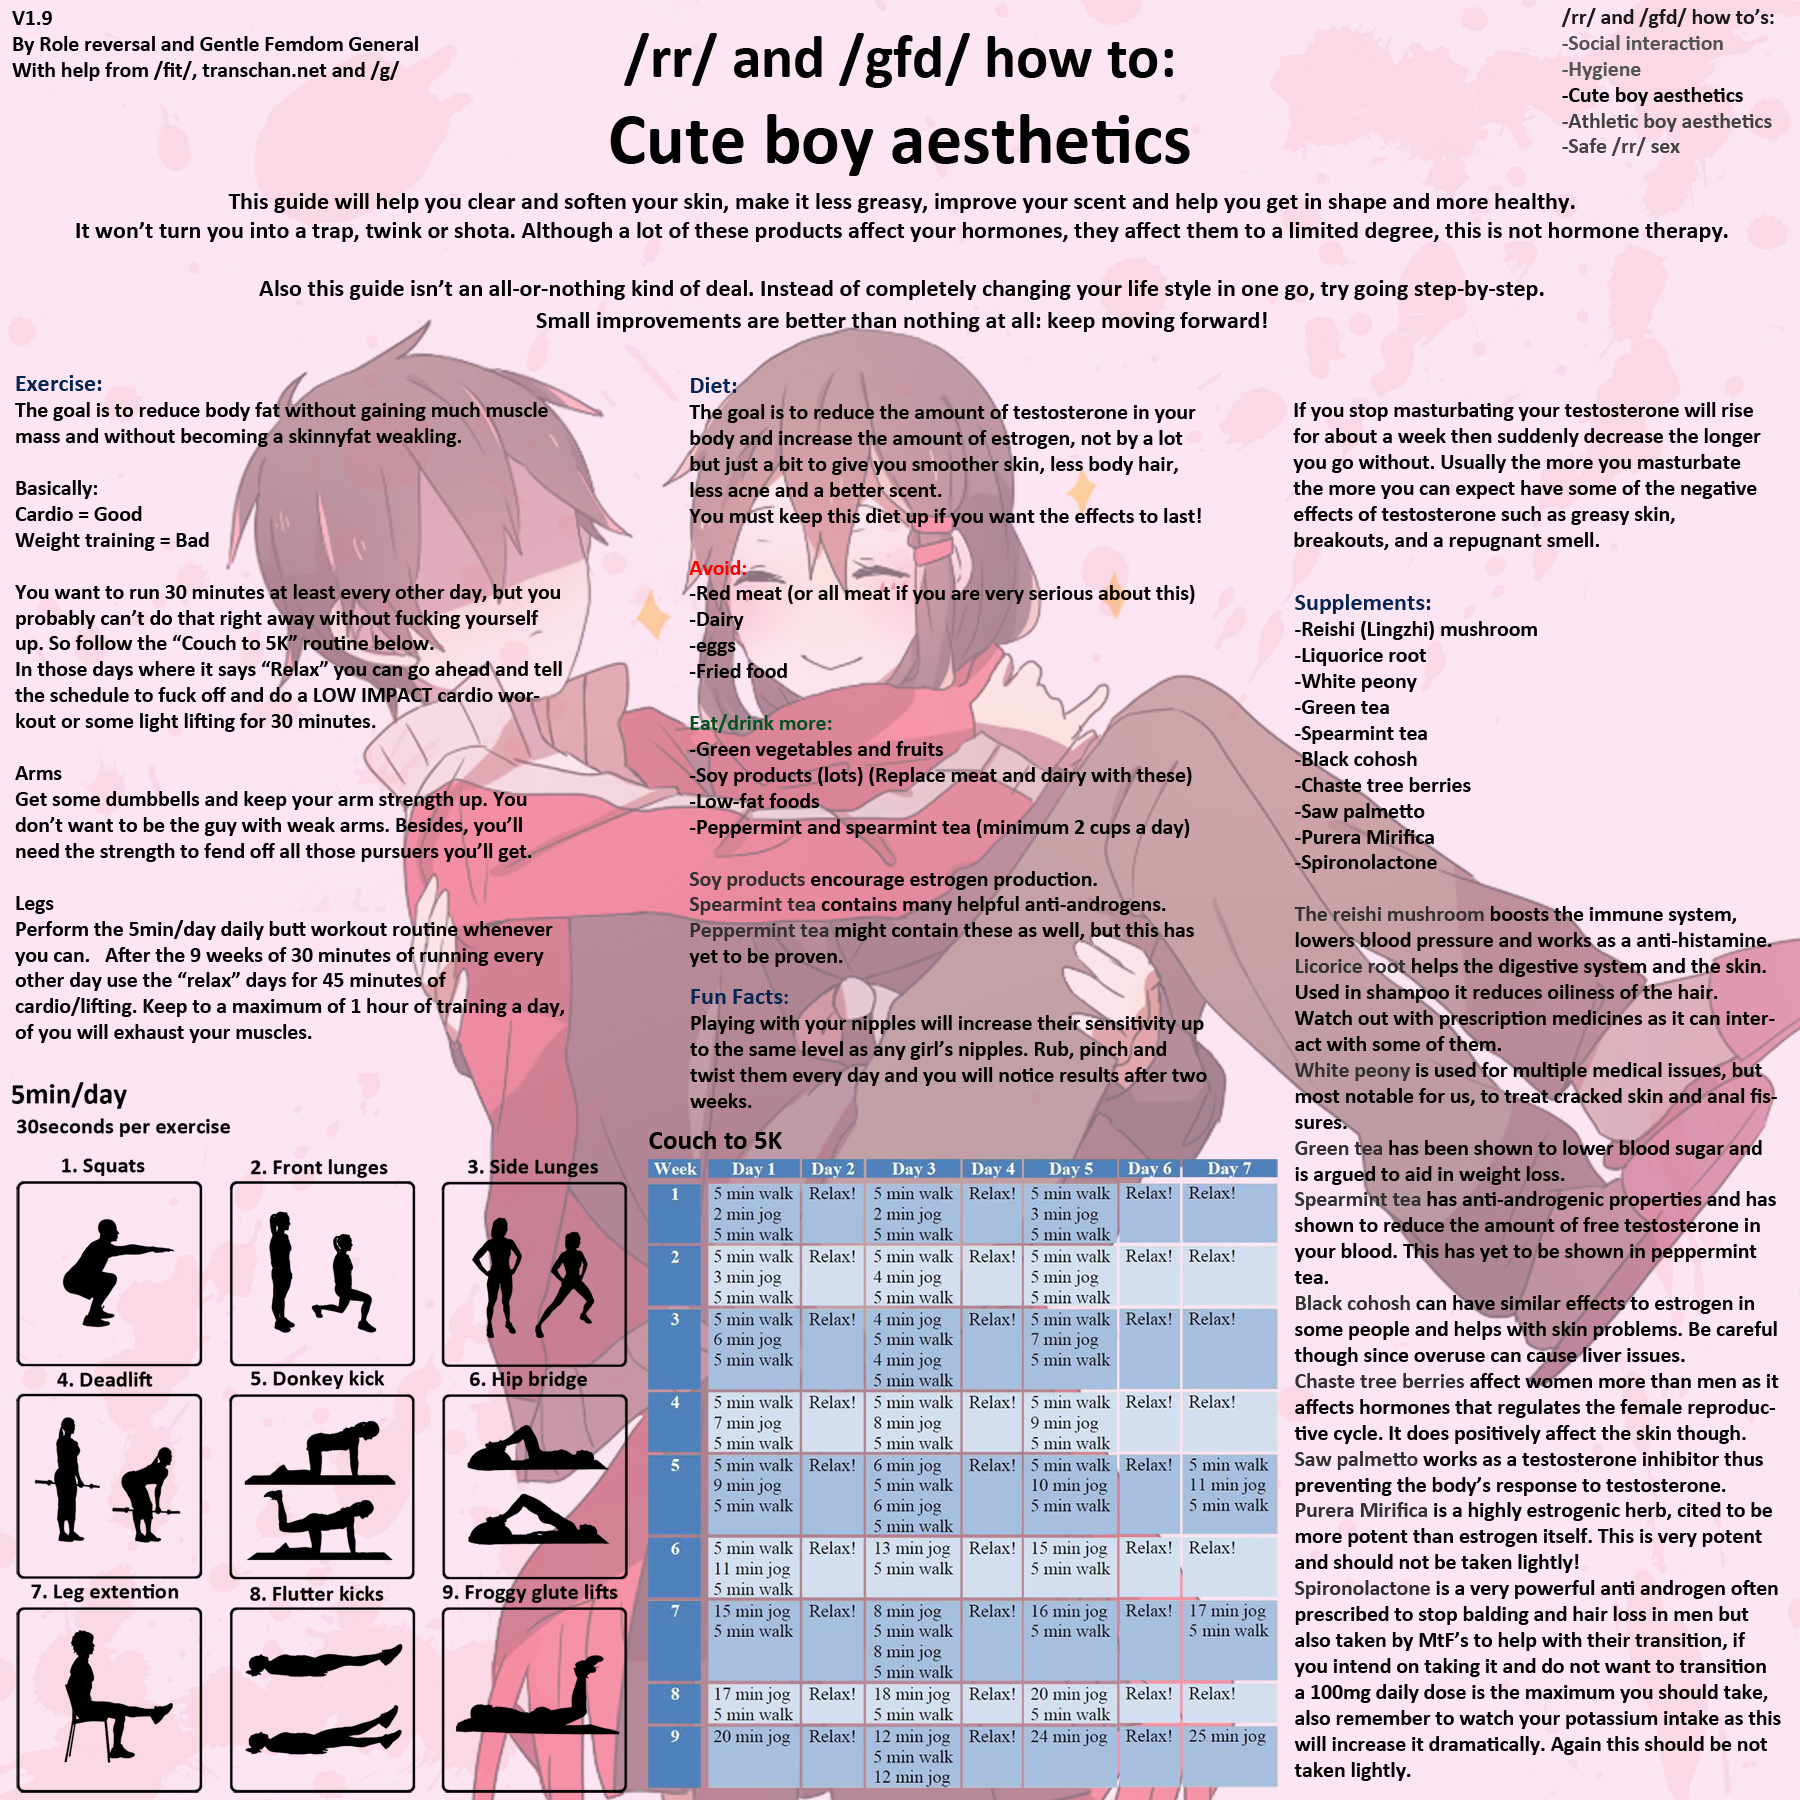 V1.9
By Role reversal and Gentle Femdom General
With help from /fit/, transchan.net and /g/
/rr/ and /gfd/ how to:
Cute boy aesthetics
/rr/ and /gfd/ how to's:
-Social interaction
-Hygiene
-Cute boy aesthetics
-Athletic boy aesthetics
-Safe /rr/ sex
This guide will help you clear and soften your skin, make it less greasy, improve your scent and help you get in shape and more healthy.
It won't turn you into a trap, twink or shota. Although a lot of these products affect your hormones, they affect them to a limited degree, this is not hormone therapy.
Also this guide isn't an all-or-nothing kind of deal. Instead of completely changing your life style in one go, try going step-by-step.
Small improvements are better than nothing at all: keep moving forward!
Exercise:
The goal is to reduce body fat without gaining much muscle
mass and without becoming a skinnyfat weakling.
Basically:
Cardio = Good
Weight training = Bad
You want to run 30 minutes at least every other day, but you
probably can't do that right away without fucking yourself
up. So follow the “Couch to 5K” routine below.
In those days where it says “Relax” you can go ahead and tell
the schedule to fuck off and do a LOW IMPACT cardio wor-
kout or some light lifting for 30 minutes.
Arms
Get some dumbbells and keep your arm strength up. You
don't want to be the guy with weak arms. Besides, you'll
need the strength to fend off all those pursuers you'll get.
Legs
Perform the 5min/day daily butt workout routine whenever
you can. After the 9 weeks of 30 minutes of running every
other day use the “relax” days for 45 minutes of
cardio/lifting. Keep to a maximum of 1 hour of training a day,
of you will exhaust your muscles.
5min/day
30seconds per exercise
1. Squats
2. Front lunges
3. Side Lunges
4. Deadlift
5. Donkey kick
6. Hip bridge
7. Leg extention
8. Flutter kicks
9. Froggy glute lifts
Diet:
The goal is to reduce the amount of testosterone in your
body and increase the amount of estrogen, not by a lot
but just a bit to give you smoother skin, less body hair,
less acne and a better scent.
You must keep this diet up if you want the effects to last!
Avoid:
-Red meat (or all meat if you are very serious about this)
-Dairy
-eggs
-Fried food
Eat/drink more:
-Green vegetables and fruits
-Soy products (lots) (Replace meat and dairy with these)
-Low-fat foods
-Peppermint and spearmint tea (minimum 2 cups a day)
Soy products encourage estrogen production.
Spearmint tea contains many helpful anti-androgens.
Peppermint tea might contain these as well, but this has
yet to be proven.
Fun Facts:
Playing with your nipples will increase their sensitivity up
to the same level as any girl's nipples. Rub, pinch and
twist them every day and you will notice results after two
weeks.
Couch to 5K
Week Day 1 Day 2 Day 3 Day 4 Day 5 Day 6 Day 7
1 5 min walk Relax! 5 min walk Relax! 5 min walk Relax! Relax!
2 min jog 2 min jog 3 min jog
5 min walk 5 min walk 5 min walk
2 5 min walk Relax! 5 min walk Relax! 5 min walk Relax! Relax!
3 min jog 4 min jog 5 min jog
5 min walk 5 min walk 5 min walk
3 5 min walk Relax! 4 min jog Relax! 5 min walk Relax! Relax!
6 min jog 5 min walk 7 min jog
5 min walk 4 min jog 5 min walk
5 min walk
4 5 min walk Relax! 5 min walk Relax! 5 min walk Relax! Relax!
7 min jog 8 min jog 9 min jog
5 min walk 5 min walk 5 min walk
5 5 min walk Relax! 6 min jog Relax! 5 min walk Relax! 5 min walk
9 min jog 5 min walk 10 min jog 11 min jog
5 min walk 6 min jog 5 min walk 5 min walk
5 min walk
6 5 min walk Relax! 13 min jog Relax! 15 min jog Relax! Relax!
11 min jog 5 min walk 5 min walk
5 min walk
7 15 min jog Relax! 8 min jog Relax! 16 min jog Relax! 17 min jog
5 min walk 5 min walk 5 min walk 5 min walk
8 min jog
5 min walk
8 17 min jog Relax! 18 min jog Relax! 20 min jog Relax! Relax!
5 min walk 5 min walk 5 min walk
9 20 min jog Relax! 12 min jog Relax! 24 min jog Relax! 25 min jog
5 min walk
12 min jog
If you stop masturbating your testosterone will rise
for about a week then suddenly decrease the longer
you go without. Usually the more you masturbate
the more you can expect have some of the negative
effects of testosterone such as greasy skin,
breakouts, and a repugnant smell.
Supplements:
-Reishi (Lingzhi) mushroom
-Liquorice root
-White peony
-Green tea
-Spearmint tea
-Black cohosh
-Chaste tree berries
-Saw palmetto
-Purera Mirifica
-Spironolactone
The reishi mushroom boosts the immune system,
lowers blood pressure and works as a anti-histamine.
Licorice root helps the digestive system and the skin.
Used in shampoo it reduces oiliness of the hair.
Watch out with prescription medicines as it can inter-
act with some of them.
White peony is used for multiple medical issues, but
most notable for us, to treat cracked skin and anal fis-
sures.
Green tea has been shown to lower blood sugar and
is argued to aid in weight loss.
Spearmint tea has anti-androgenic properties and has
shown to reduce the amount of free testosterone in
your blood. This has yet to be shown in peppermint
tea.
Black cohosh can have similar effects to estrogen in
some people and helps with skin problems. Be careful
though since overuse can cause liver issues.
Chaste tree berries affect women more than men as it
affects hormones that regulates the female reproduc-
tive cycle. It does positively affect the skin though.
Saw palmetto works as a testosterone inhibitor thus
preventing the body's response to testosterone.
Purera Mirifica is a highly estrogenic herb, cited to be
more potent than estrogen itself. This is very potent
and should not be taken lightly!
Spironolactone is a very powerful anti androgen often
prescribed to stop balding and hair loss in men but
also taken by MtF's to help with their transition, if
you intend on taking it and do not want to transition
a 100mg daily dose is the maximum you should take,
also remember to watch your potassium intake as this
will increase it dramatically. Again this should be not
taken lightly.